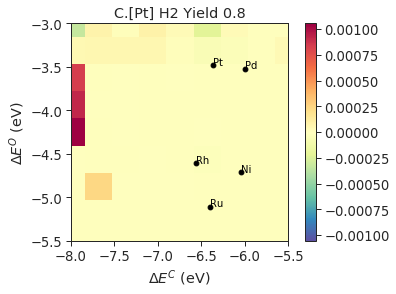 C.[Pt] H2 Yield 0.8
−3.0
−3.5
−4.0
−4.5
−5.0
−5.5
ΔE^O (eV)
Pt
Pd
Rh
Ni
Ru
−8.0 −7.5 −7.0 −6.5 −6.0 −5.5
ΔE^C (eV)
0.00100
0.00075
0.00050
0.00025
0.00000
−0.00025
−0.00050
−0.00075
−0.00100